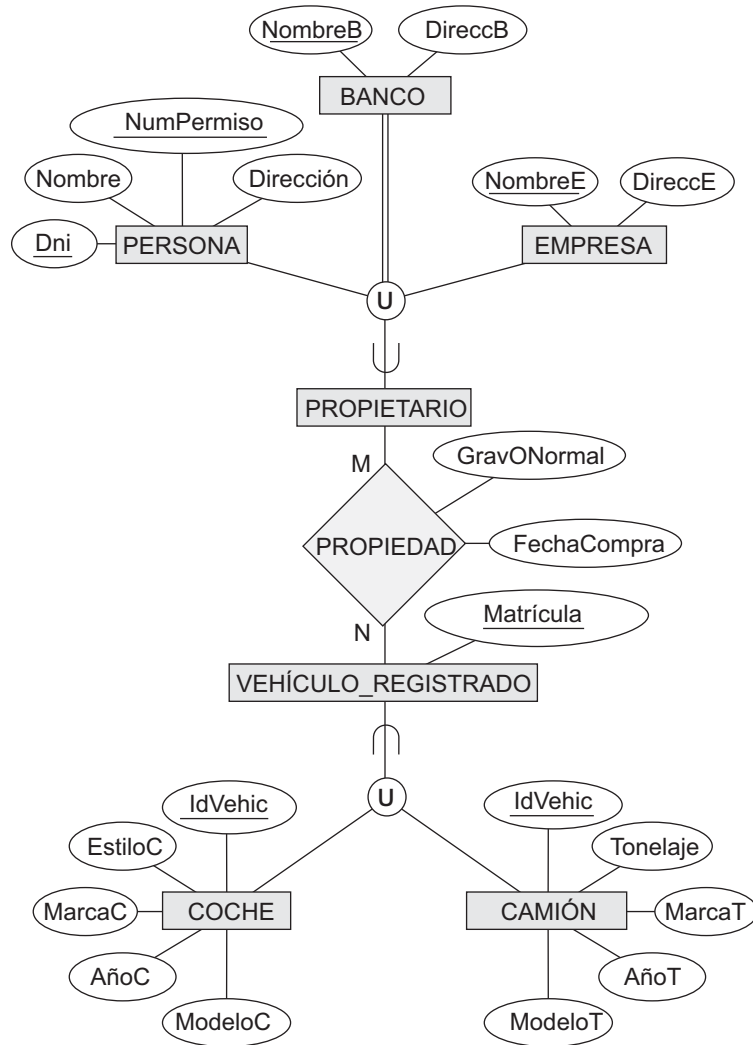 NombreB
DireccB
BANCO
NumPermiso
Nombre
Dirección
NombreE
DireccE
Dni
PERSONA
EMPRESA
U
PROPIETARIO
M
GravONormal
PROPIEDAD
FechaCompra
N
Matrícula
VEHÍCULO_REGISTRADO
U
IdVehic
IdVehic
EstiloC
Tonelaje
MarcaC
COCHE
CAMIÓN
MarcaT
AñoC
AñoT
ModeloC
ModeloT